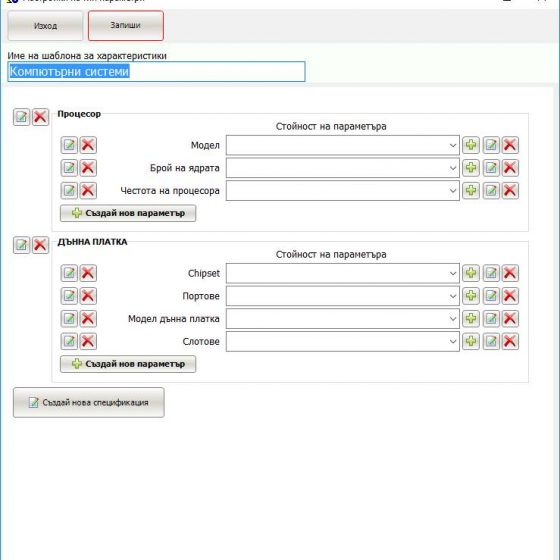 Изход
Запиши
Име на шаблона за характеристики
Компютърни системи
Процесор
Стойност на параметъра
Модел
Брой на ядрата
Честота на процесора
Създай нов параметър
ДЪННА ПЛАТКА
Стойност на параметъра
Chipset
Портове
Модел дънна платка
Слотове
Създай нов параметър
Създай нова спецификация